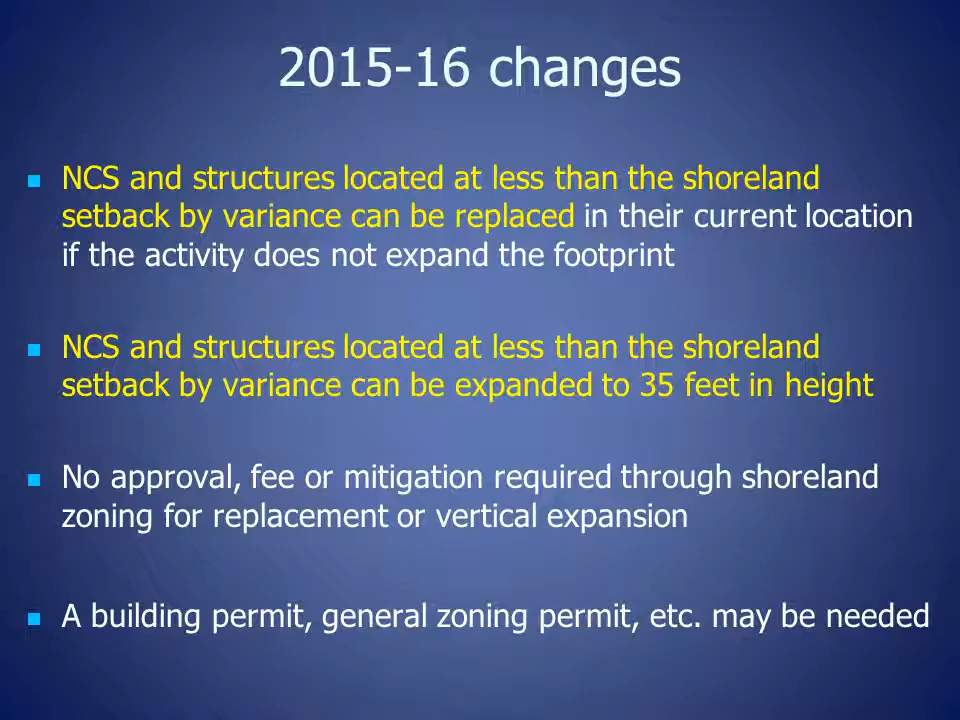 2015-16 changes
NCS and structures located at less than the shoreland
setback by variance can be replaced in their current location
if the activity does not expand the footprint
NCS and structures located at less than the shoreland
setback by variance can be expanded to 35 feet in height
No approval, fee or mitigation required through shoreland
zoning for replacement or vertical expansion
A building permit, general zoning permit, etc. may be needed